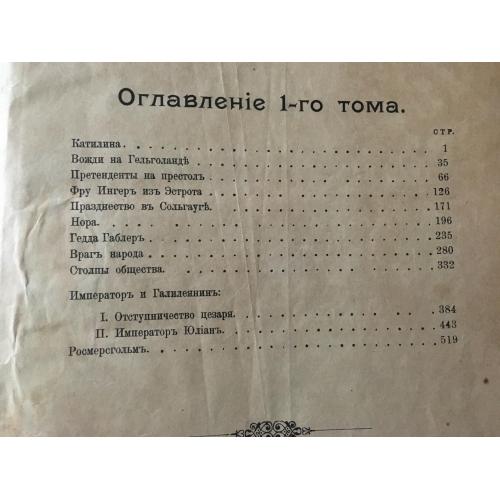 Оглавленіе 1-го тома.
СТР.
Катилина. 1
Вожди на Гельголандѣ 35
Претенденты на престолъ 66
Фру Ингеръ изъ Эстрота 126
Празднество въ Сольгаугѣ. 171
Нора. 196
Гедда Габлеръ. 235
Врагъ народа 280
Столпы общества. 332
Императоръ и Галилеянинъ:
I. Отступничество цезаря. 384
II. Императоръ Юліанъ. 443
Росмерсгольмъ. 519